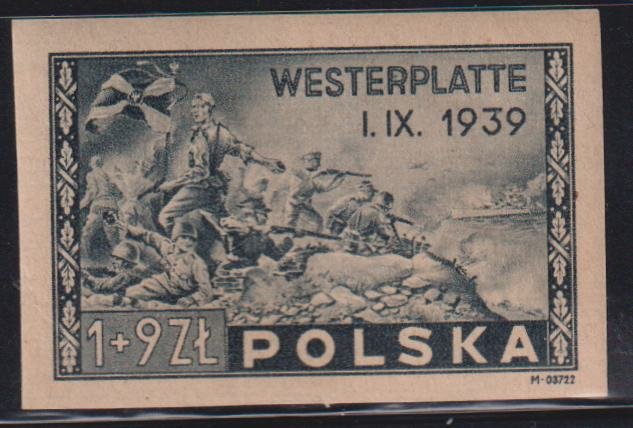 WESTERPLATTE
I. IX. 1939
1+9 ZŁ
POLSKA
M-03722